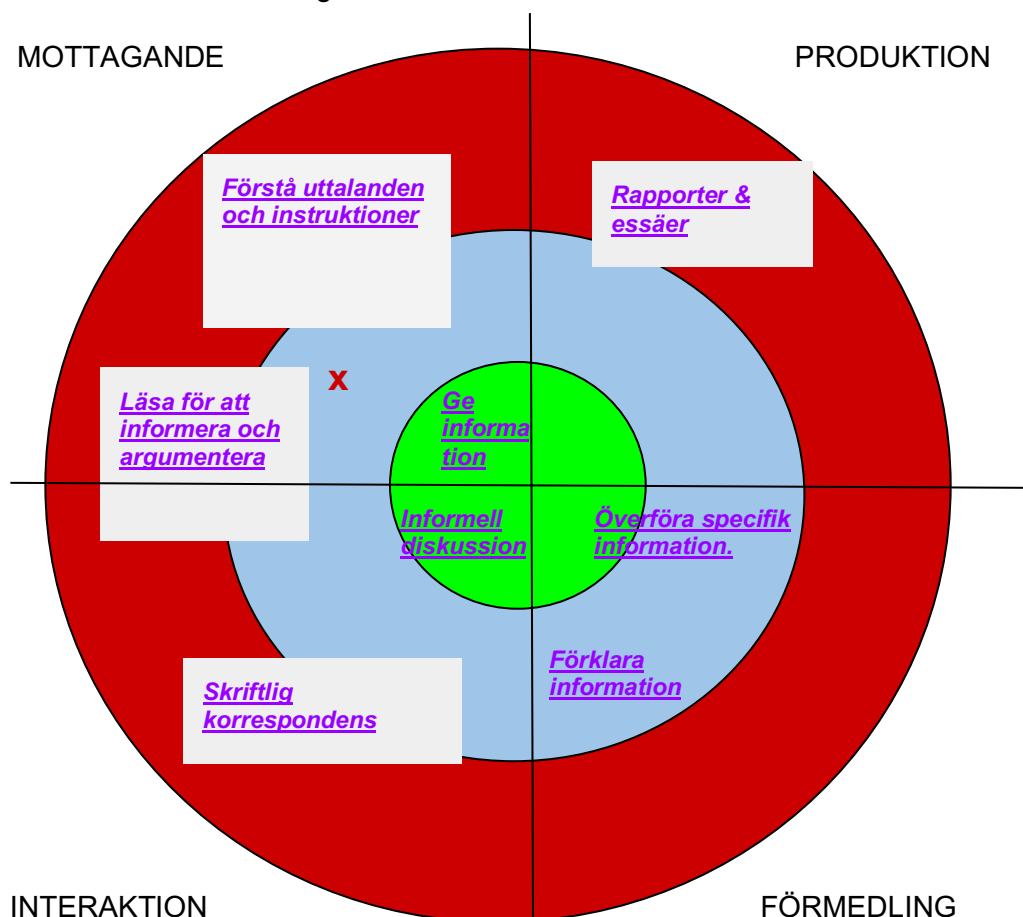 MOTTAGANDE
PRODUKTION
Förstå uttalanden
och instruktioner
Rapporter &
essäer
x
Läsa för att
informera och
argumentera
Ge
informa
tion
Informell
diskussion
Överföra specifik
information.
Förklara
information
Skriftlig
korrespondens
INTERAKTION
FÖRMEDLING